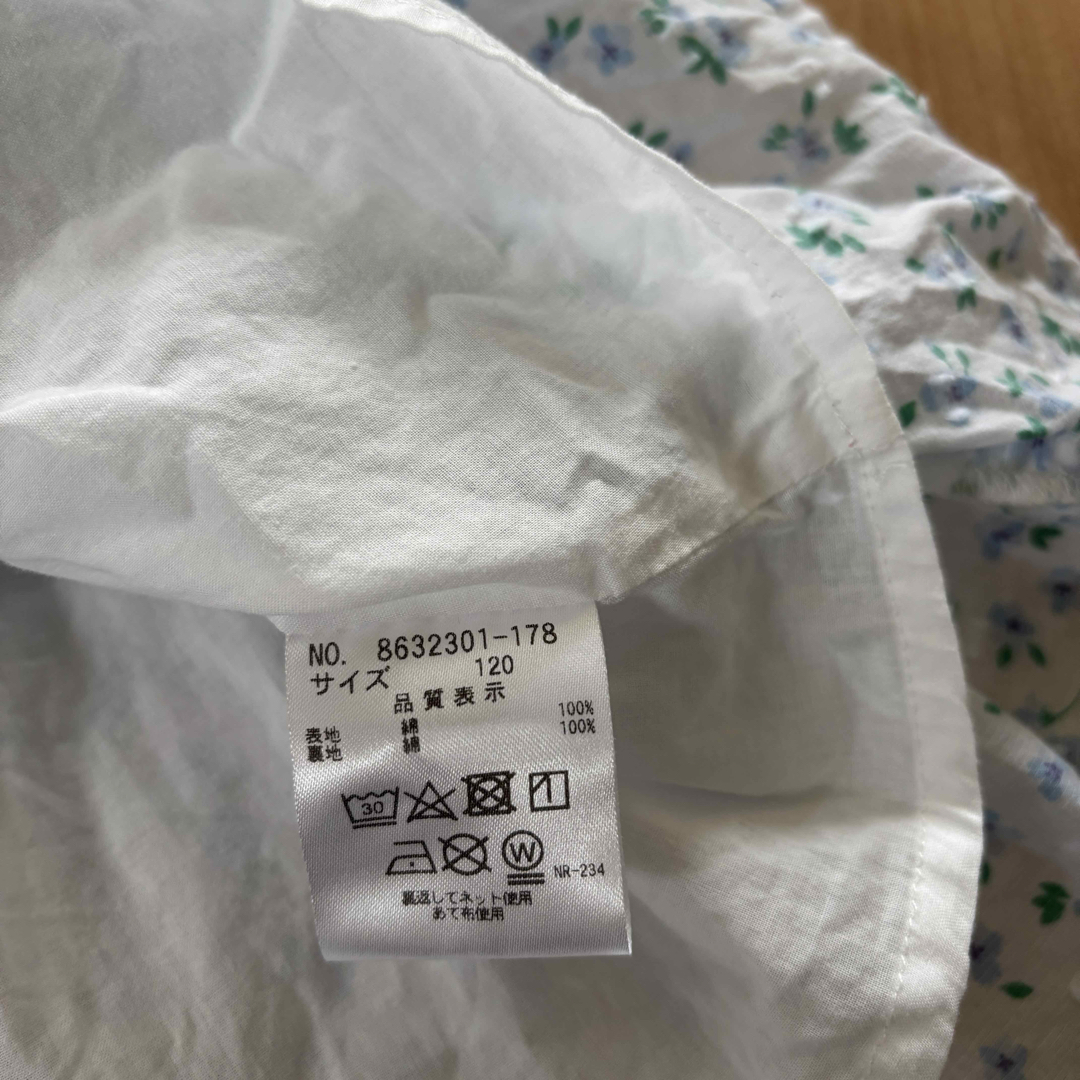 NO. 8632301-178
サイズ 120
品質表示
表地 綿 100%
裏地 綿 100%
30
W NR-234
裏返してネット使用
あて布使用